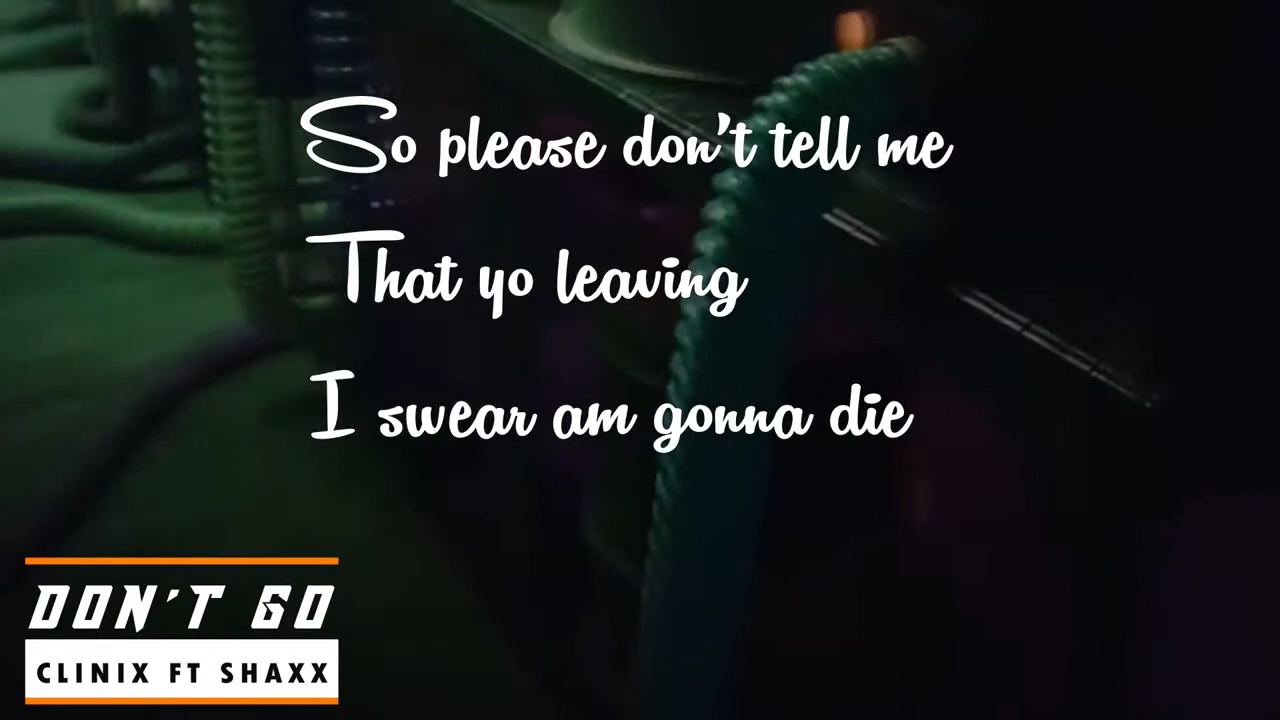 So please don't tell me
That yo leaving
I swear am gonna die
DON'T GO
CLINIX FT SHAXX